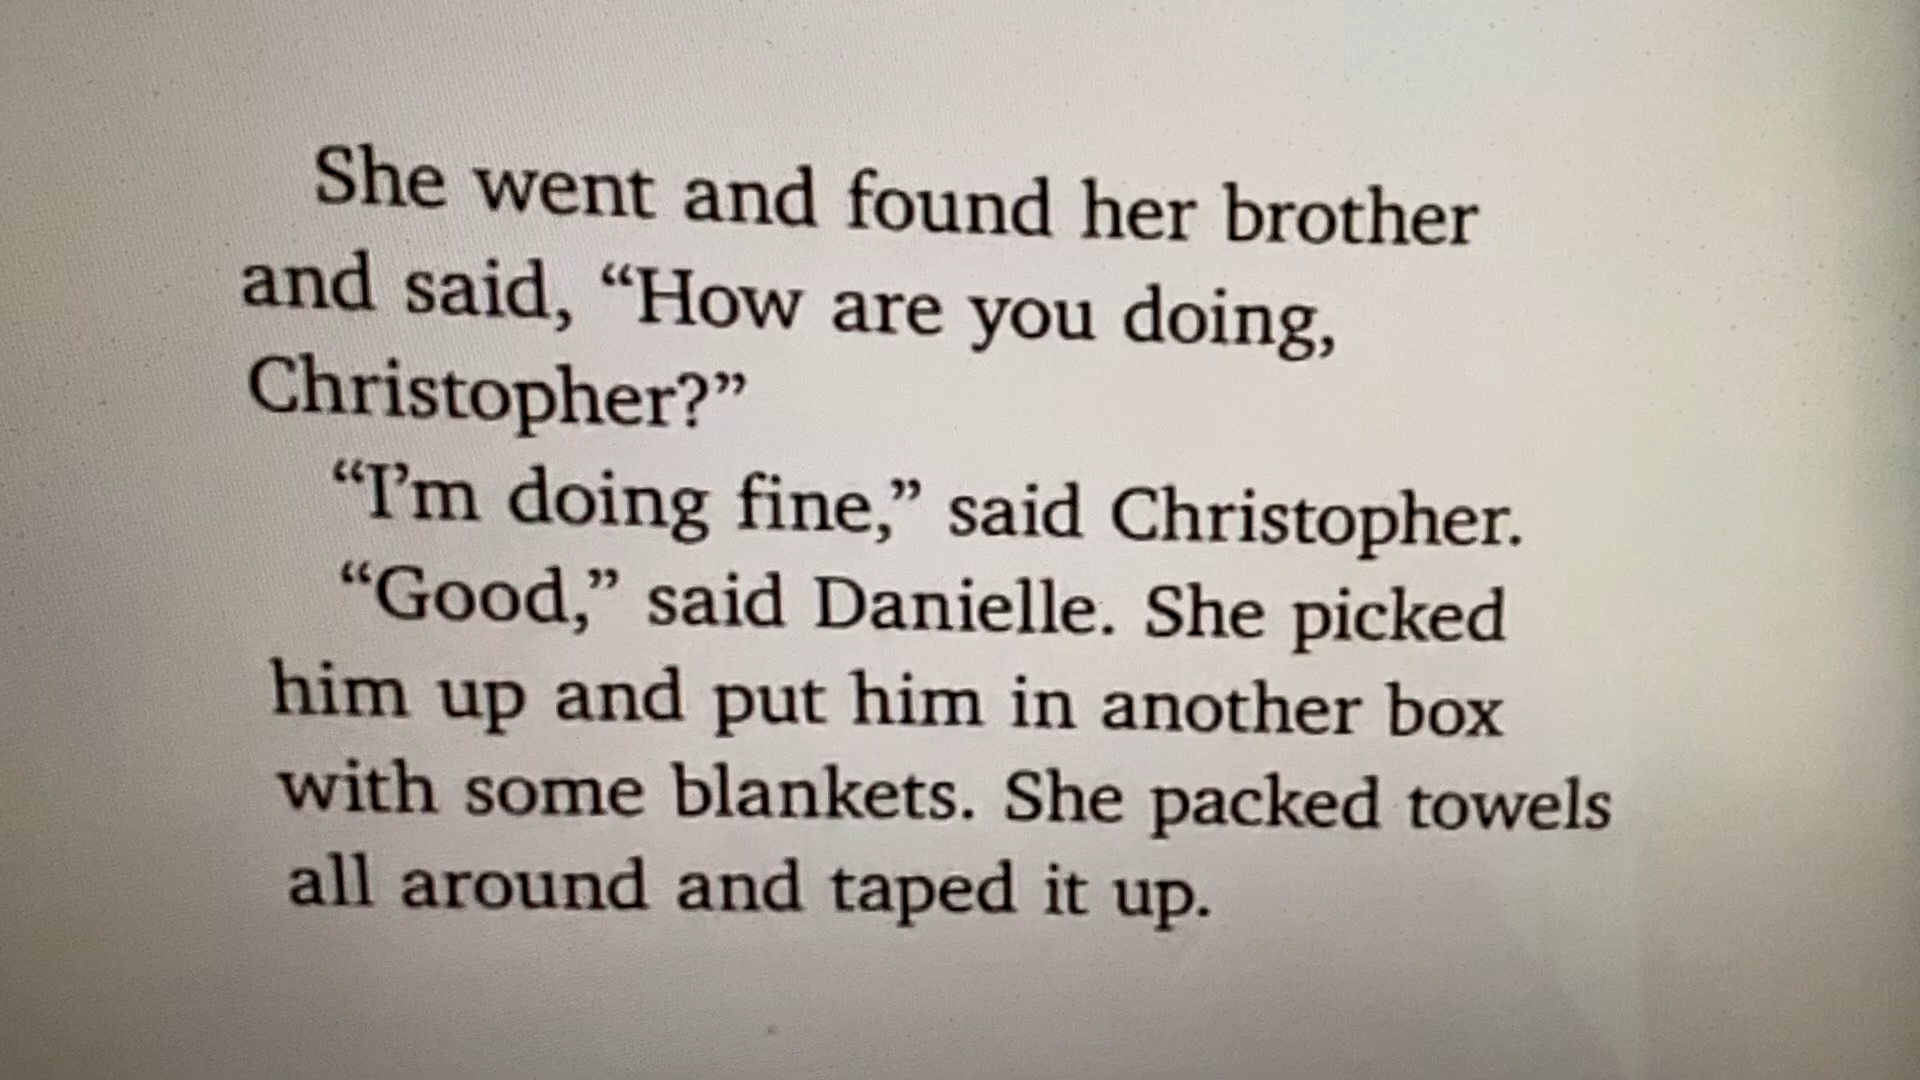 She went and found her brother
and said, “How are you doing,
Christopher?”
“I’m doing fine,” said Christopher.
“Good,” said Danielle. She picked
him up and put him in another box
with some blankets. She packed towels
all around and taped it up.